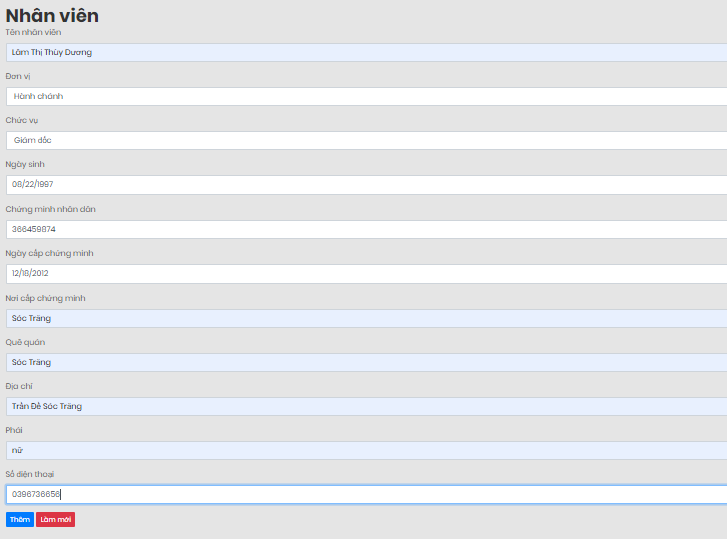 Nhân viên
Tên nhân viên
Lâm Thị Thùy Dương
Đơn vị
Hành chánh
Chức vụ
Giám đốc
Ngày sinh
08/22/1997
Chứng minh nhân dân
366459874
Ngày cấp chứng minh
12/18/2012
Nơi cấp chứng minh
Sóc Trăng
Quê quán
Sóc Trăng
Địa chỉ
Trần Đề Sóc Trăng
Phái
nữ
Số điện thoại
0396736656
Thêm Làm mới